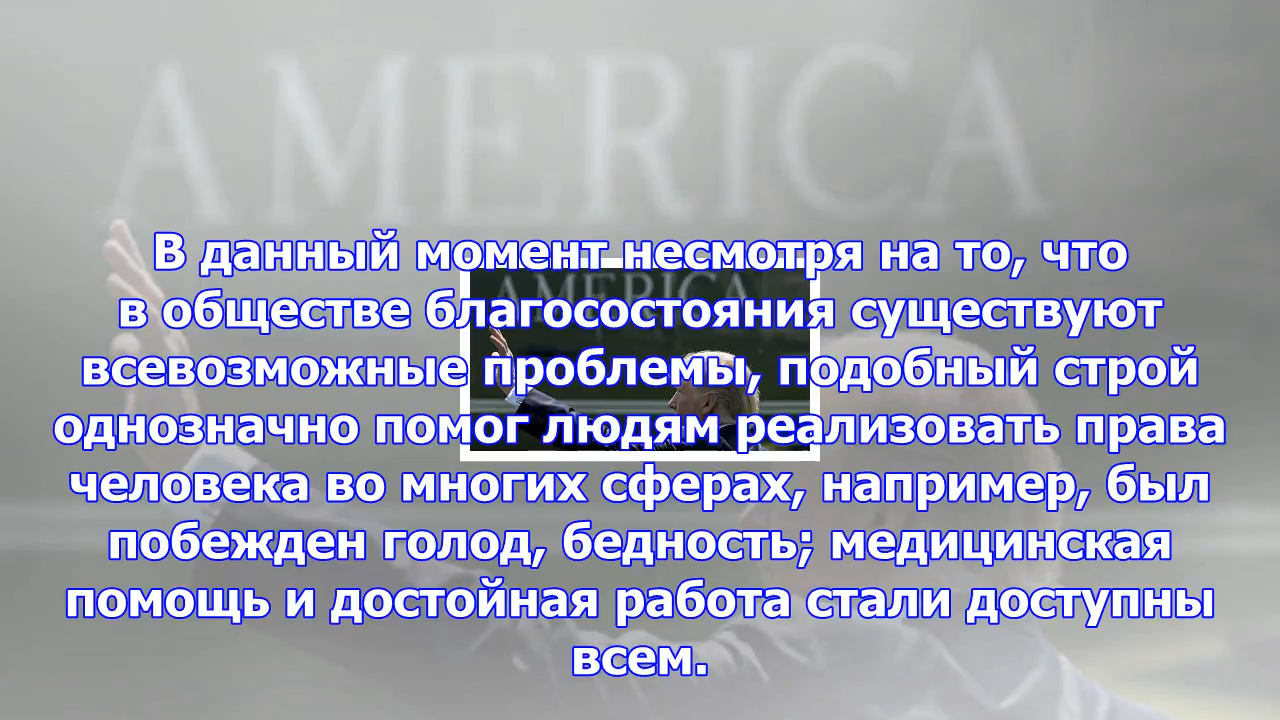 AMERICA
В данный момент несмотря на то, что
AMERICA
в обществе благосостояния существуют
всевозможные проблемы, подобный строй
однозначно помог людям реализовать права
человека во многих сферах, например, был
побежден голод, бедность; медицинская
помощь и достойная работа стали доступны
всем.